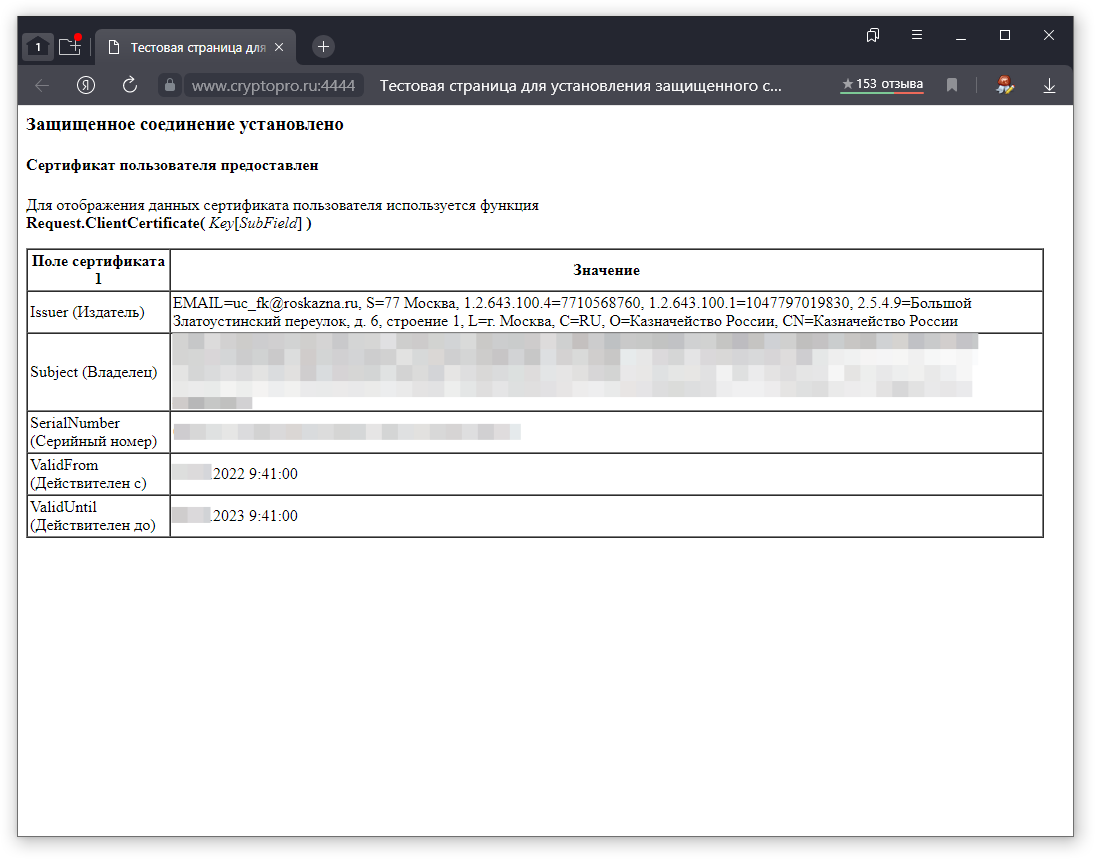 1
Тестовая страница для
www.cryptopro.ru:4444 Тестовая страница для установления защищенного с... 153 отзыва
Защищенное соединение установлено
Сертификат пользователя предоставлен
Для отображения данных сертификата пользователя используется функция
Request.ClientCertificate( Key[SubField] )
Поле сертификата
1
Значение
Issuer (Издатель)
EMAIL=uc_fk@roskazna.ru, S=77 Москва, 1.2.643.100.4=7710568760, 1.2.643.100.1=1047797019830, 2.5.4.9=Большой
Златоустинский переулок, д. 6, строение 1, L=г. Москва, C=RU, O=Казначейство России, CN=Казначейство России
Subject (Владелец)
SerialNumber
(Серийный номер)
ValidFrom
(Действителен с)
.2022 9:41:00
ValidUntil
(Действителен до)
.2023 9:41:00